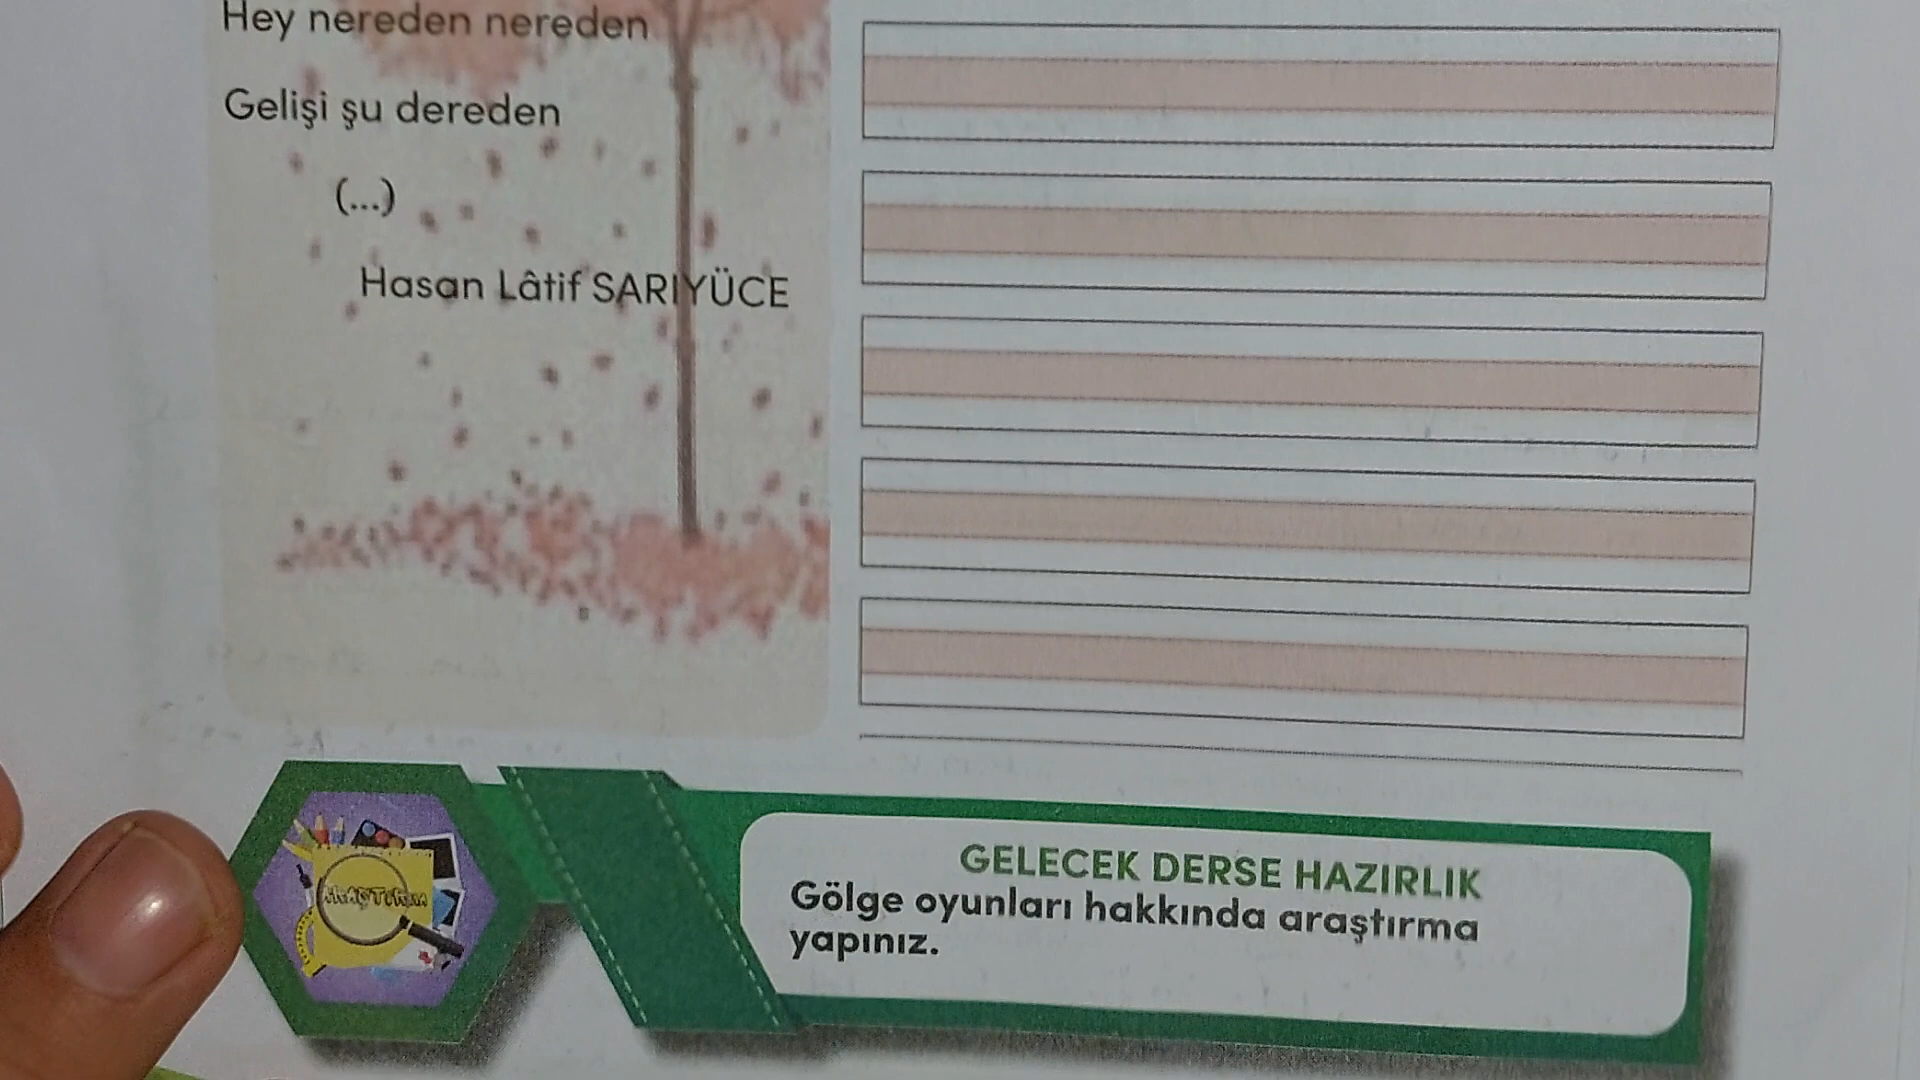 Hey nereden nereden
Gelişi şu dereden
(...)
Hasan Lâtif SARIYÜCE
GELECEK DERSE HAZIRLIK
Gölge oyunları hakkında araştırma
yapınız.